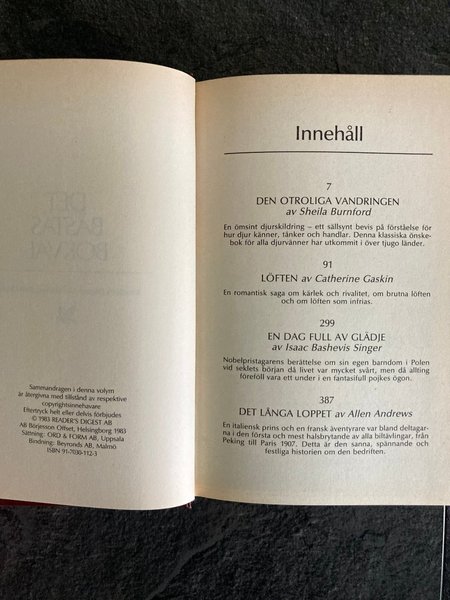 Sammandragen i denna volym
är återgivna med tillstånd av respektive
copyrightsinnehavare
Eftertryck helt eller delvis förbjudes
© 1983 READER'S DIGEST AB
AB Börjesson Offset, Helsingborg 1983
Sättning: ORD & FORM AB, Uppsala
Bindning: Beyronds AB, Malmö
ISBN 91-7030-112-3
Innehåll
7
DEN OTROLIGA VANDRINGEN
av Sheila Burnford
En ömsint djurskildring – ett sällsynt bevis på förståelse för
hur djur känner, tänker och handlar. Denna klassiska önske-
bok för alla djurvänner har utkommit i över tjugo länder.
91
LÖFTEN av Catherine Gaskin
En romantisk saga om kärlek och rivalitet, om brutna löften
och om löften som infrias.
299
EN DAG FULL AV GLÄDJE
av Isaac Bashevis Singer
Nobelpristagarens berättelse om sin egen barndom i Polen
vid seklets början då livet var mycket svårt, men då allting
föreföll vara ett under i en fantasifull pojkes ögon.
387
DET LÅNGA LOPPET av Allen Andrews
En italiensk prins och en fransk äventyrare var bland deltagar-
na i den första och mest halsbrytande av alla biltävlingar, från
Peking till Paris 1907. Detta är den sanna, spännande och
festliga historien om den bedriften.